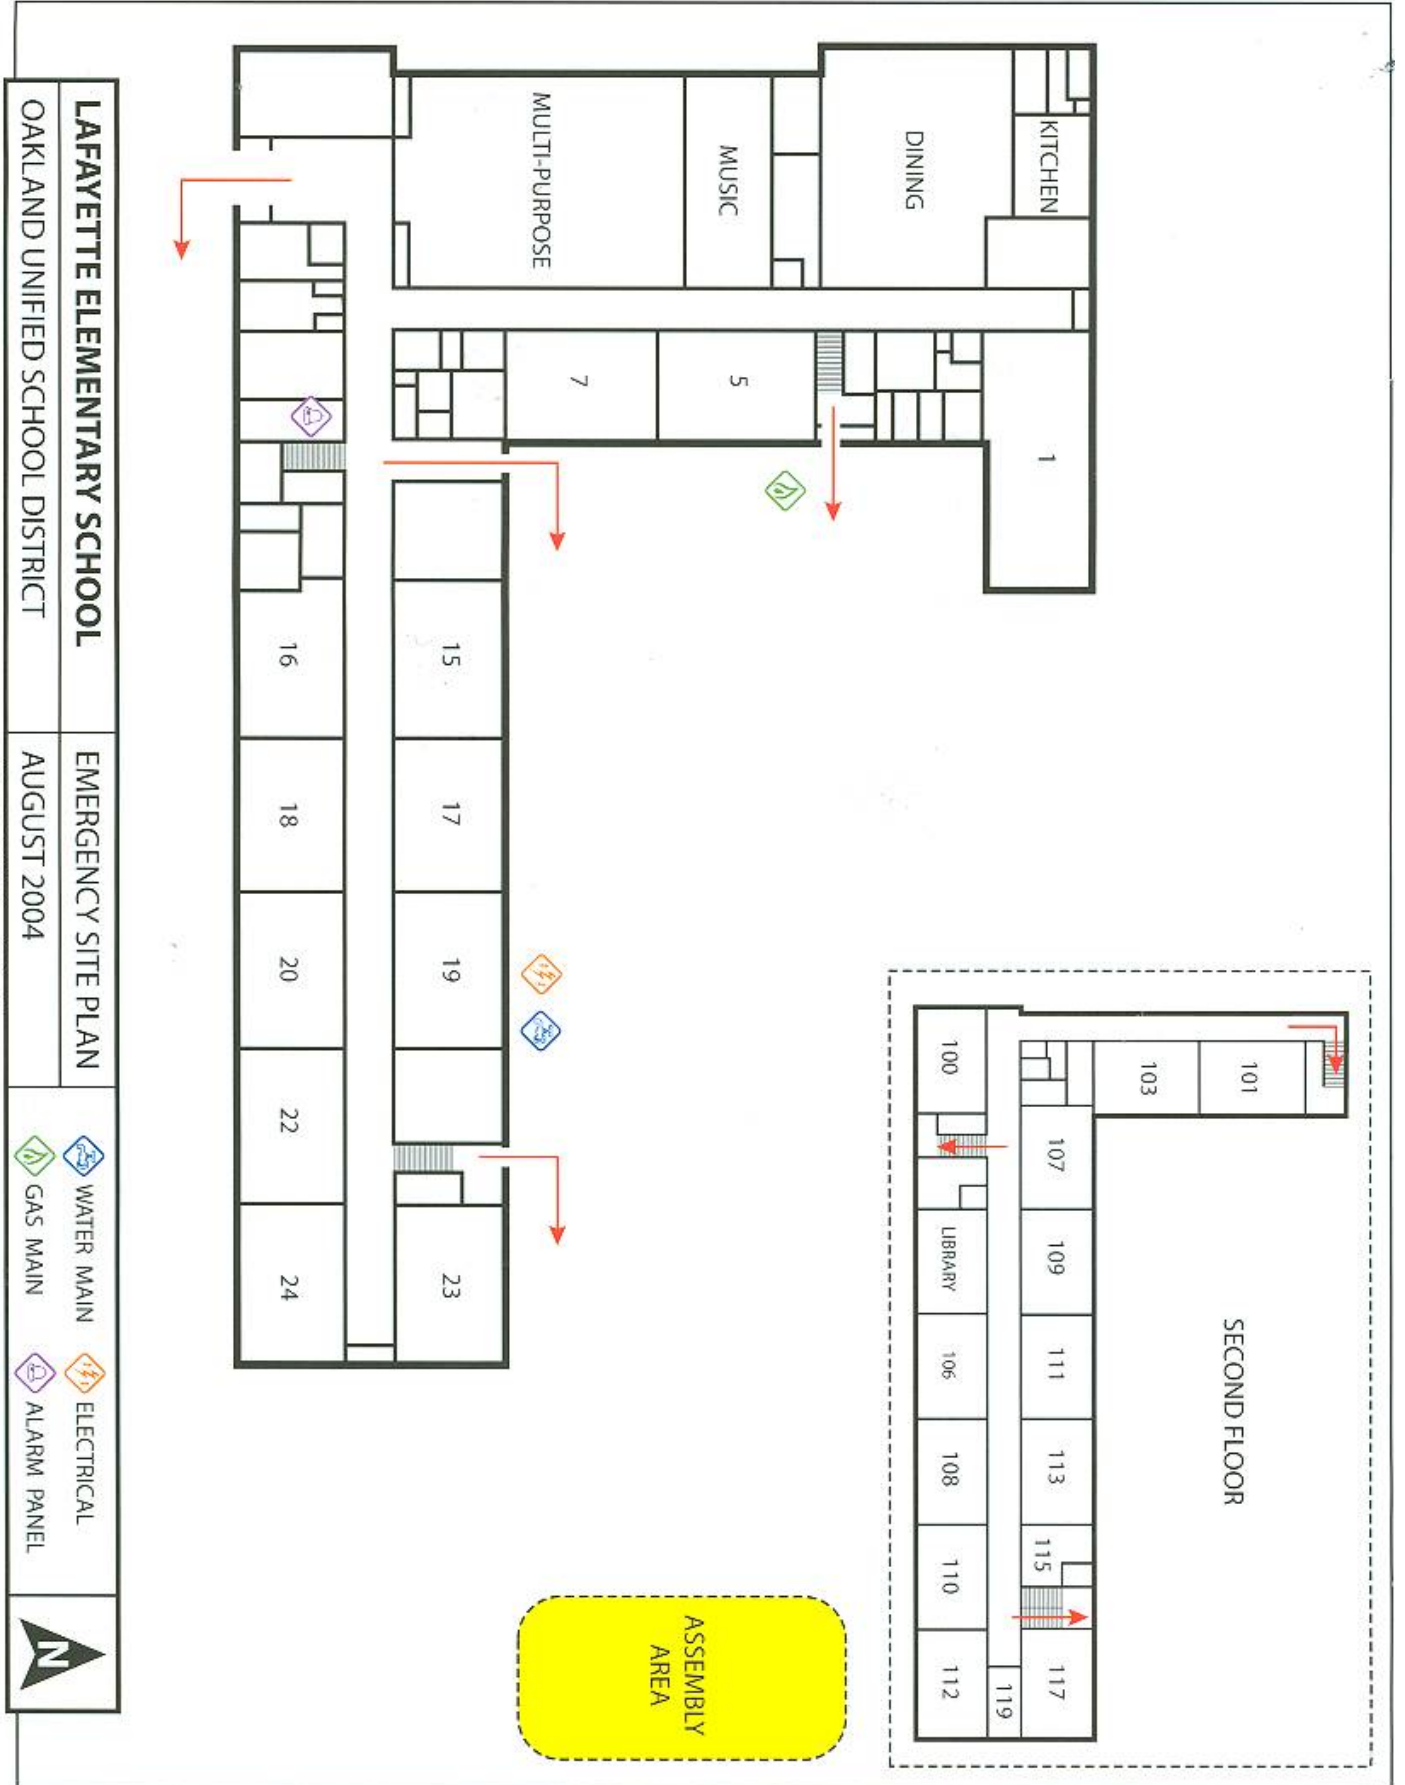 KITCHEN
DINING
MUSIC
MULTI-PURPOSE
1
5
7
15
17
19
23
16
18
20
22
24
SECOND FLOOR
101
103
107
109
111
113
115
117
119
100
LIBRARY
106
108
110
112
ASSEMBLY
AREA
LAFAYETTE ELEMENTARY SCHOOL
OAKLAND UNIFIED SCHOOL DISTRICT
EMERGENCY SITE PLAN
AUGUST 2004
WATER MAIN
ELECTRICAL
GAS MAIN
ALARM PANEL
N